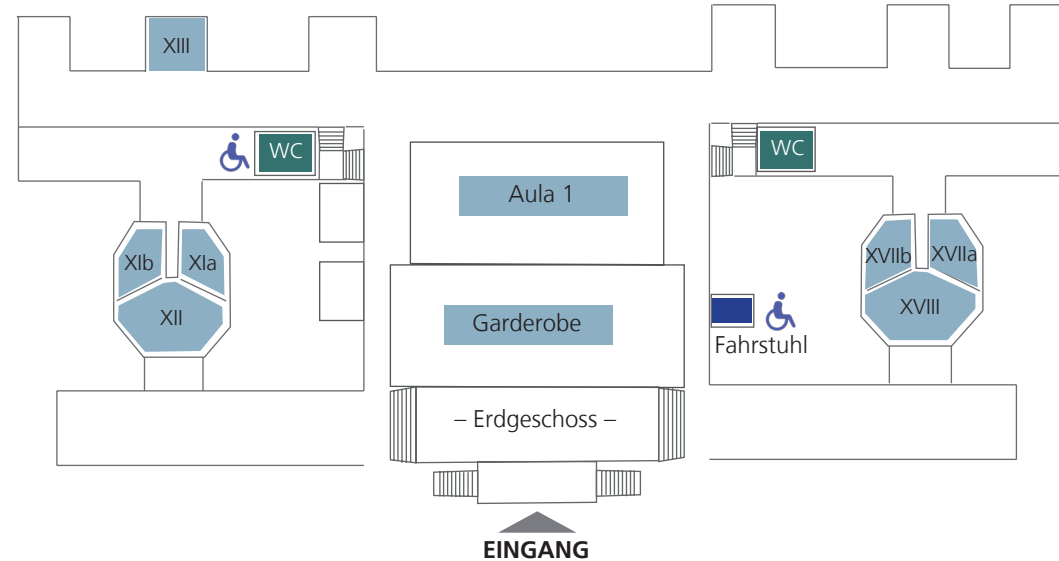 XIII
WC
WC
Aula 1
XIb
XIa
XVIIb
XVIIa
XII
Garderobe
XVIII
Fahrstuhl
– Erdgeschoss –
EINGANG